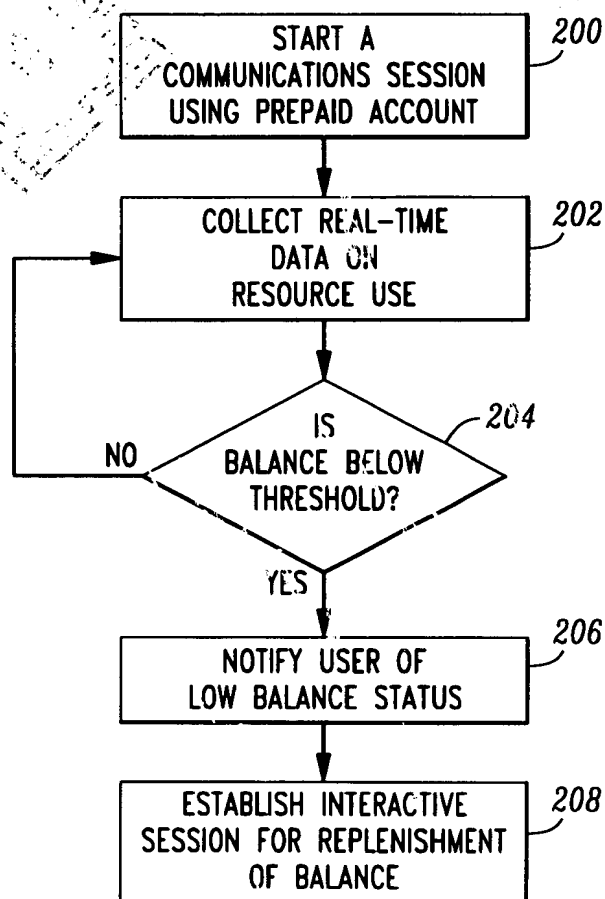 START A
COMMUNICATIONS SESSION
USING PREPAID ACCOUNT
200
COLLECT REAL-TIME
DATA ON
RESOURCE USE
202
IS
BALANCE BELOW
THRESHOLD?
204
NO
YES
NOTIFY USER OF
LOW BALANCE STATUS
206
ESTABLISH INTERACTIVE
SESSION FOR REPLENISHMENT
OF BALANCE
208